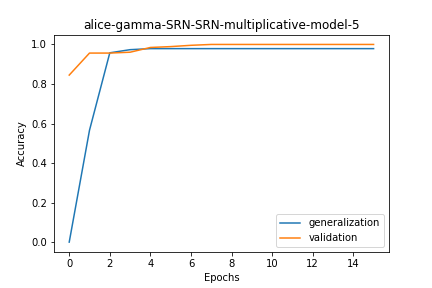 alice-gamma-SRN-SRN-multiplicative-model-5
1.0
0.8
0.6
0.4
0.2
0.0
Accuracy
0 2 4 6 8 10 12 14
Epochs
generalization
validation